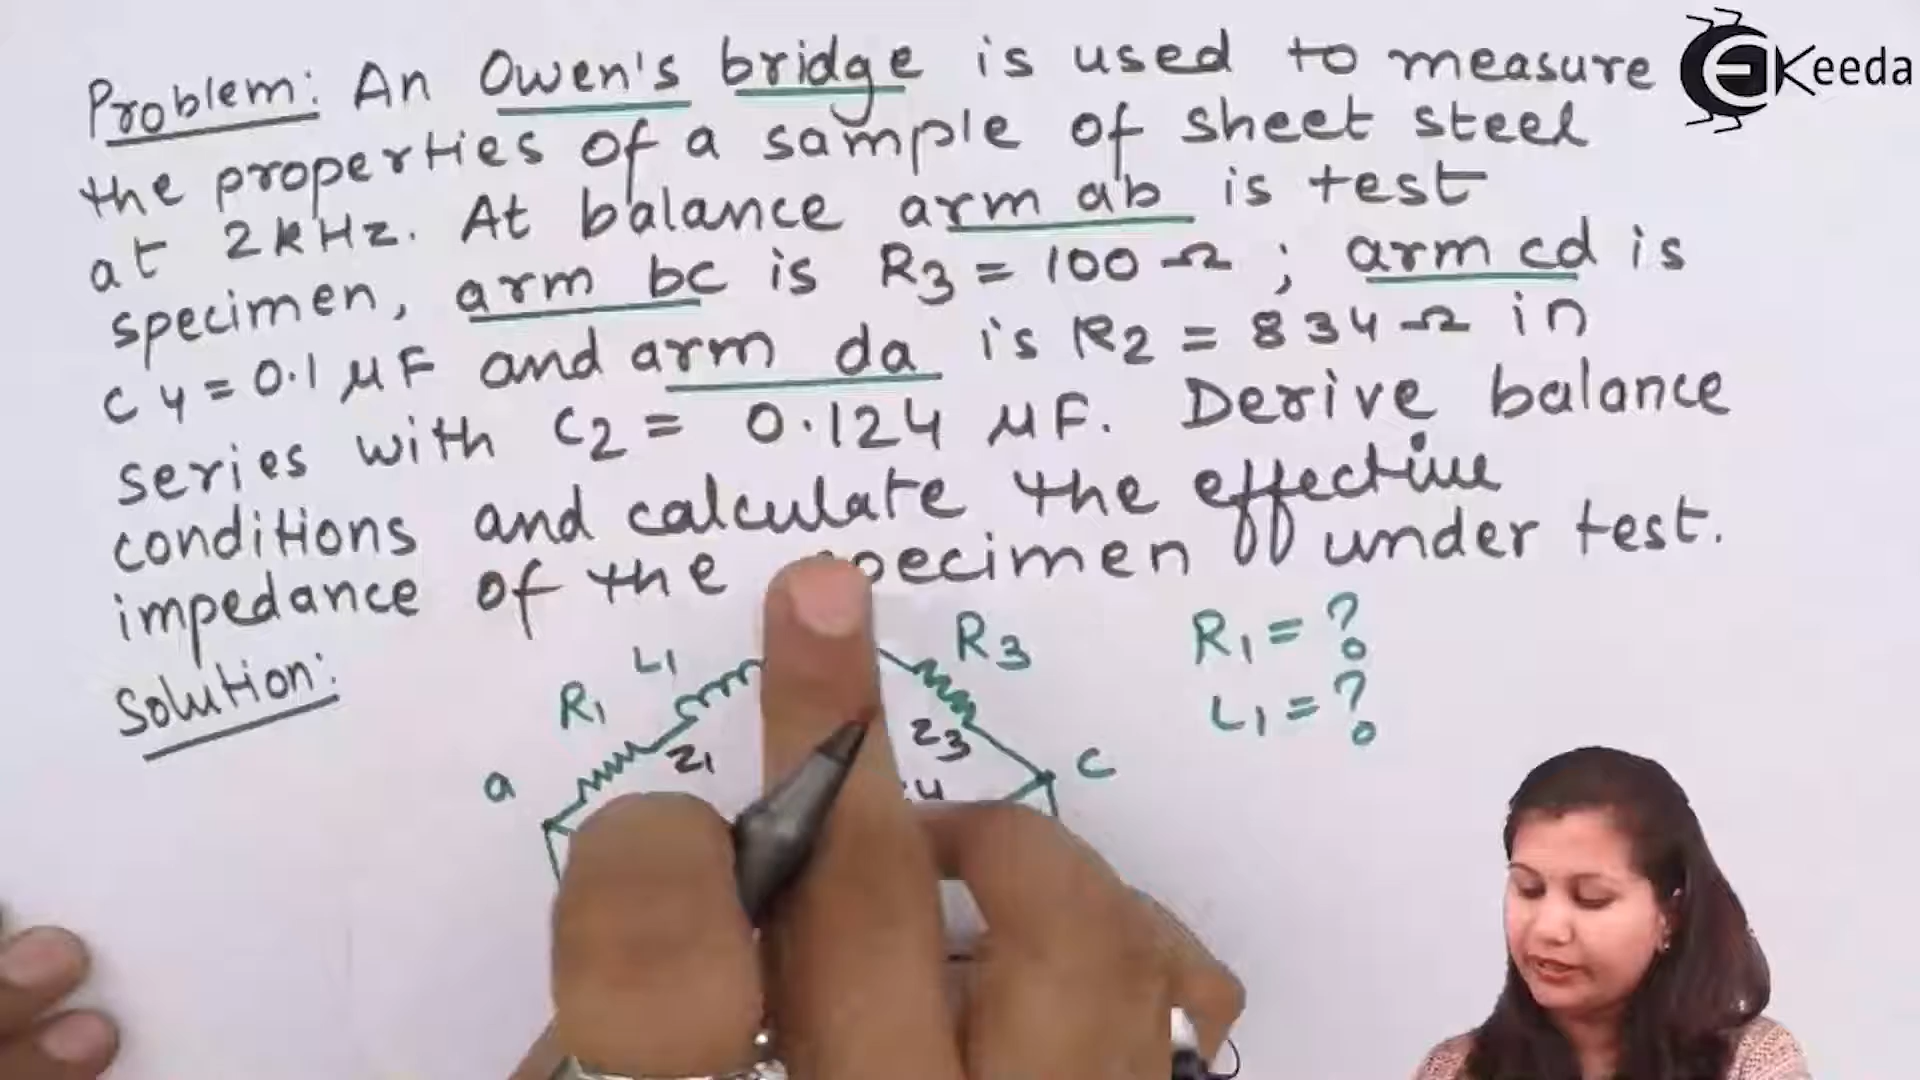 Problem: An Owen's bridge is used to measure
the properties of a sample of sheet steel
at 2kHz. At balance arm ab is test
specimen, arm bc is R3 = 100 Ω ; arm cd is
C4 = 0.1 μF and arm da is R2 = 834 Ω in
series with C2 = 0.124 μF. Derive balance
conditions and calculate the effective
impedance of the specimen under test.
Solution:
R1 L1
R3
Z1
Z3
a
c
R1 = ?
L1 = ?
EKeeda